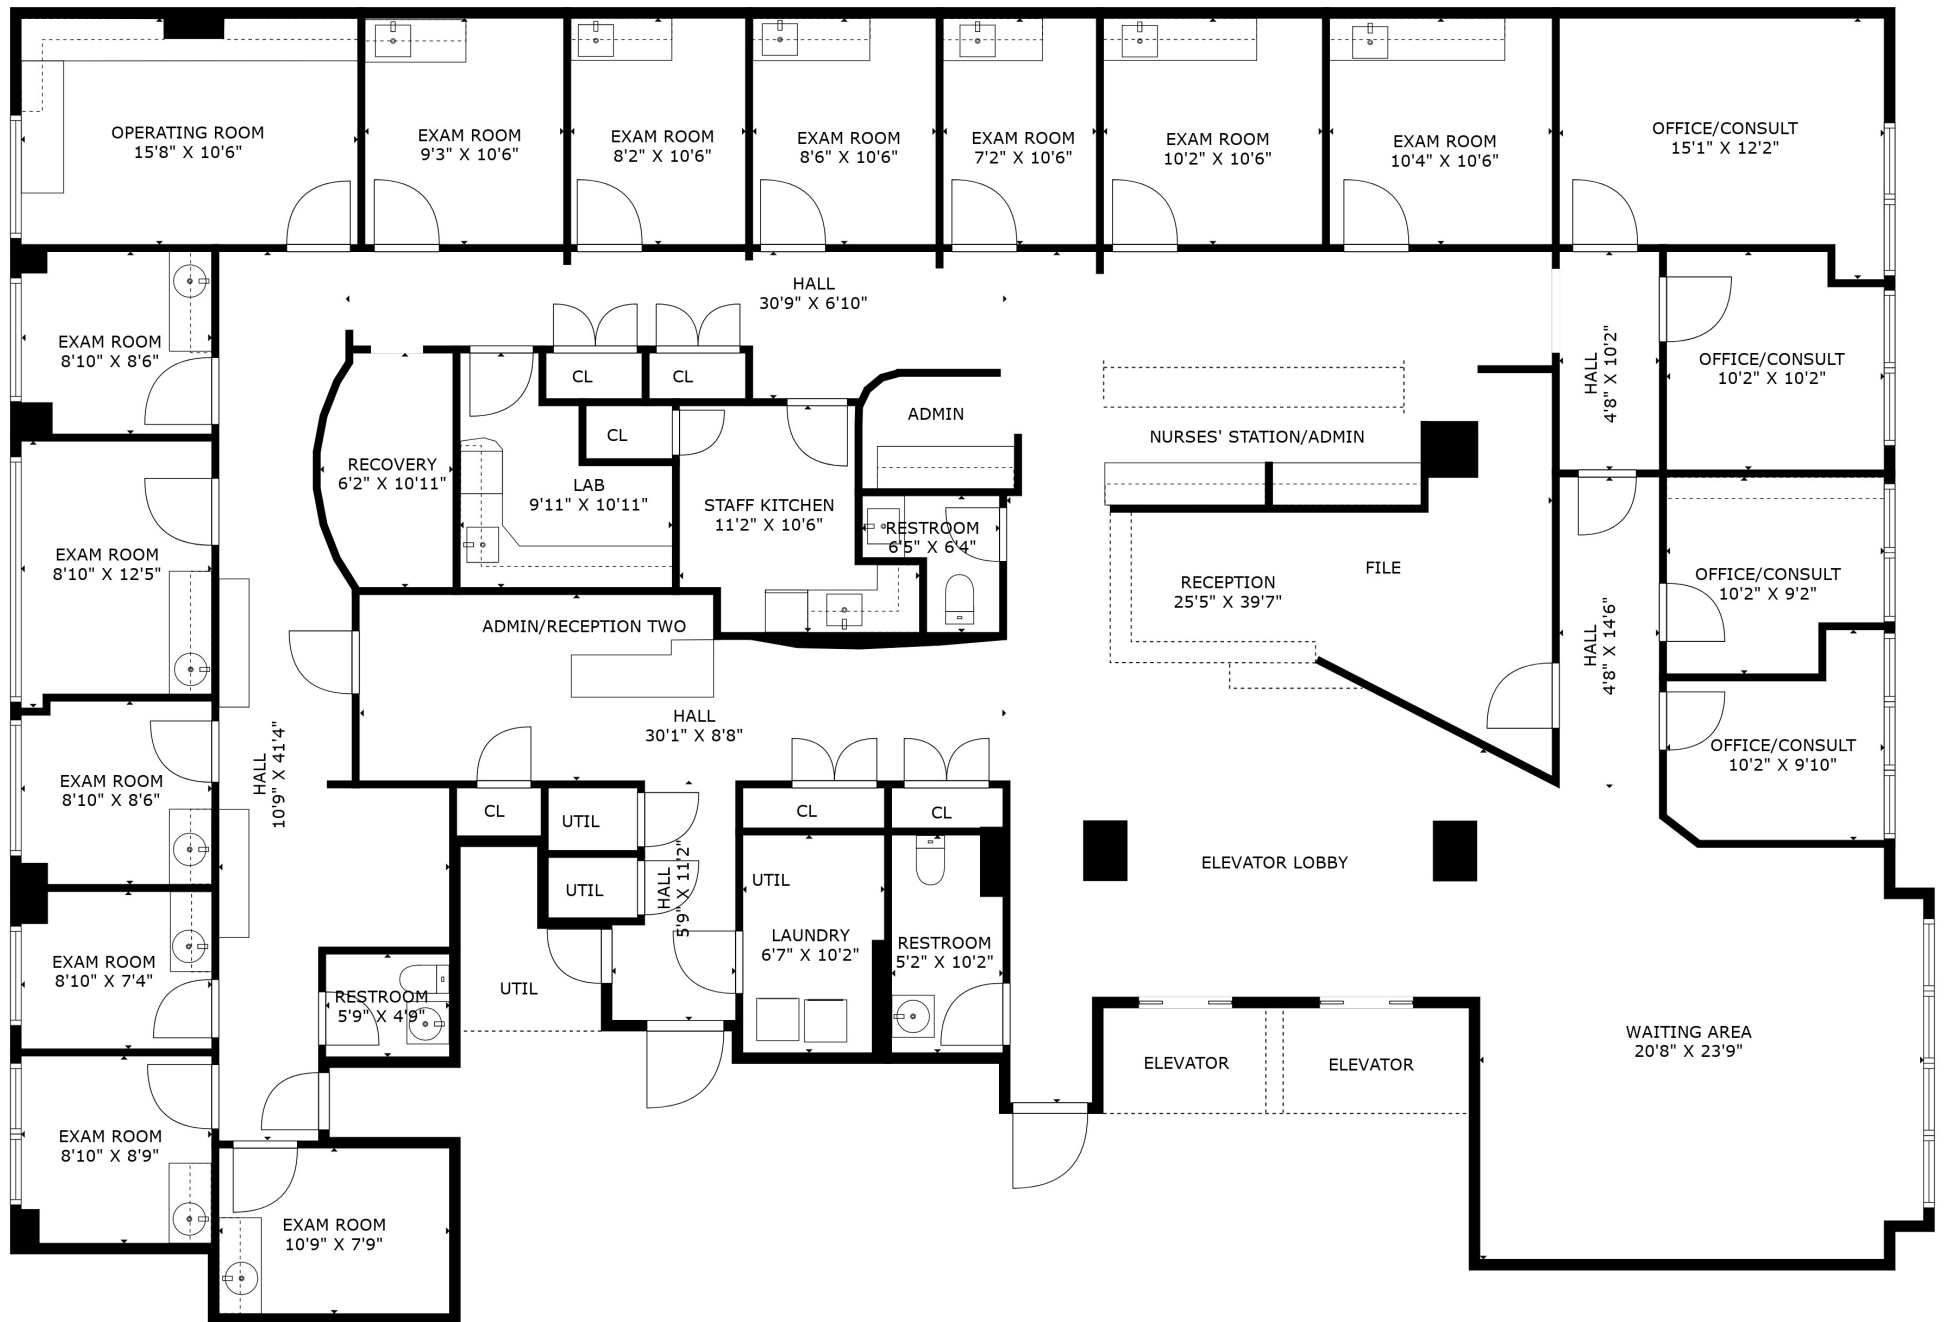 OPERATING ROOM
15'8" X 10'6"
EXAM ROOM
9'3" X 10'6"
EXAM ROOM
8'2" X 10'6"
EXAM ROOM
8'6" X 10'6"
EXAM ROOM
7'2" X 10'6"
EXAM ROOM
10'2" X 10'6"
EXAM ROOM
10'4" X 10'6"
OFFICE/CONSULT
15'1" X 12'2"
HALL
30'9" X 6'10"
EXAM ROOM
8'10" X 8'6"
CL
CL
HALL
4'8" X 10'2"
OFFICE/CONSULT
10'2" X 10'2"
ADMIN
CL
NURSES' STATION/ADMIN
RECOVERY
6'2" X 10'11"
LAB
9'11" X 10'11"
STAFF KITCHEN
11'2" X 10'6"
RESTROOM
6'5" X 6'4"
EXAM ROOM
8'10" X 12'5"
RECEPTION
25'5" X 39'7"
FILE
OFFICE/CONSULT
10'2" X 9'2"
ADMIN/RECEPTION TWO
HALL
4'8" X 14'6"
HALL
30'1" X 8'8"
OFFICE/CONSULT
10'2" X 9'10"
HALL
10'9" X 41'4"
EXAM ROOM
8'10" X 8'6"
CL
UTIL
CL
CL
UTIL
HALL
5'9" X 11'2"
UTIL
ELEVATOR LOBBY
LAUNDRY
6'7" X 10'2"
RESTROOM
5'2" X 10'2"
EXAM ROOM
8'10" X 7'4"
RESTROOM
5'9" X 4'9"
UTIL
WAITING AREA
20'8" X 23'9"
ELEVATOR
ELEVATOR
EXAM ROOM
8'10" X 8'9"
EXAM ROOM
10'9" X 7'9"